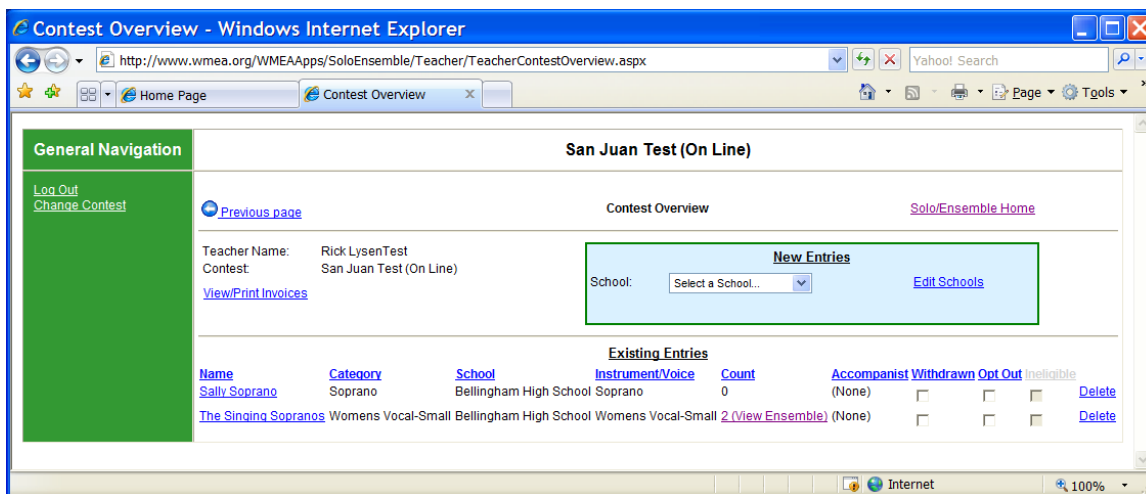 Contest Overview - Windows Internet Explorer
http://www.wmea.org/WMEAApps/SoloEnsemble/Teacher/TeacherContestOverview.aspx
Yahoo! Search
Home Page
Contest Overview
Page
Tools
General Navigation
San Juan Test (On Line)
Log Out
Change Contest
Previous page
Contest Overview
Solo/Ensemble Home
Teacher Name: Rick LysenTest
Contest: San Juan Test (On Line)
View/Print Invoices
New Entries
School: Select a School... Edit Schools
Existing Entries
Name Category School Instrument/Voice Count Accompanist Withdrawn Opt Out Ineligible
Sally Soprano Soprano Bellingham High School Soprano 0 (None) Delete
The Singing Sopranos Womens Vocal-Small Bellingham High School Womens Vocal-Small 2 (View Ensemble) (None) Delete
Internet
100%